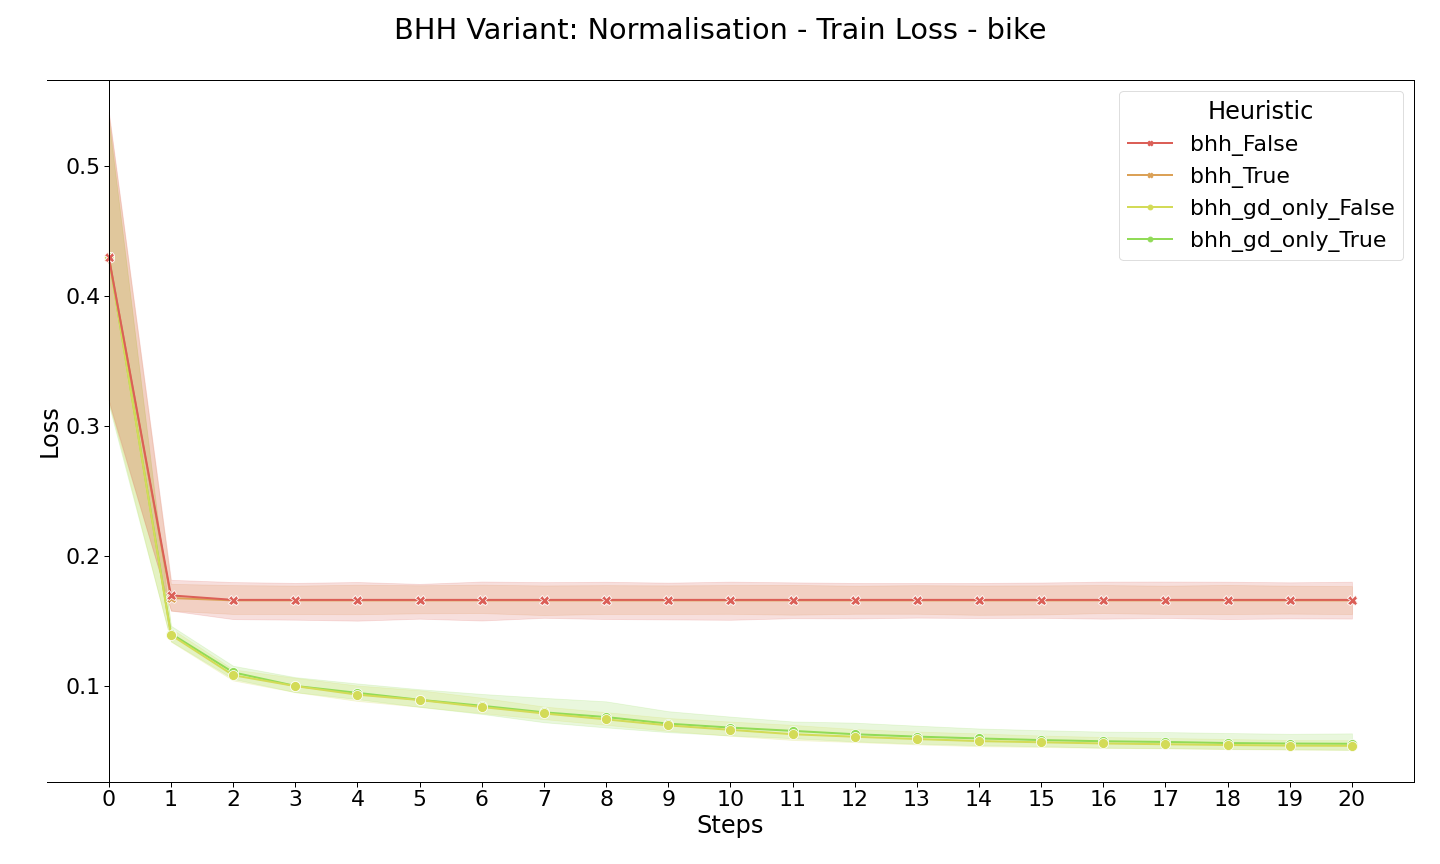 BHH Variant: Normalisation - Train Loss - bike
Heuristic
bhh_False
bhh_True
bhh_gd_only_False
bhh_gd_only_True
Loss
0.5
0.4
0.3
0.2
0.1
0 1 2 3 4 5 6 7 8 9 10 11 12 13 14 15 16 17 18 19 20
Steps